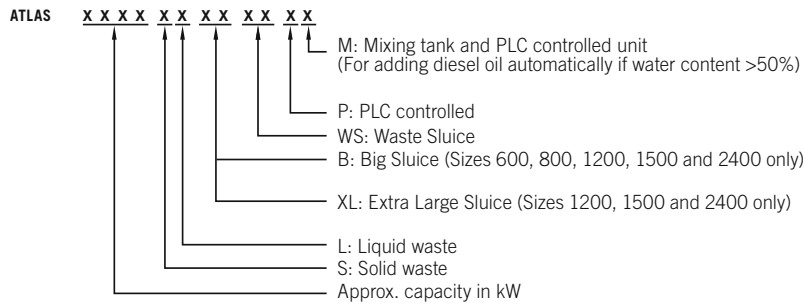 ATLAS X X X X X X X X X X X X
M: Mixing tank and PLC controlled unit
(For adding diesel oil automatically if water content >50%)
P: PLC controlled
WS: Waste Sluice
B: Big Sluice (Sizes 600, 800, 1200, 1500 and 2400 only)
XL: Extra Large Sluice (Sizes 1200, 1500 and 2400 only)
L: Liquid waste
S: Solid waste
Approx. capacity in kW